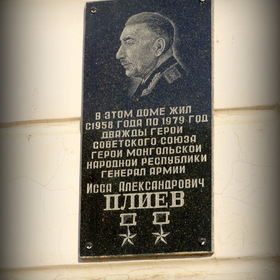 В ЭТОМ ДОМЕ ЖИЛ
С 1958 ГОДА ПО 1979 ГОД
ДВАЖДЫ ГЕРОЙ
СОВЕТСКОГО СОЮЗА
ГЕРОЙ МОНГОЛЬСКОЙ
НАРОДНОЙ РЕСПУБЛИКИ
ГЕНЕРАЛ АРМИИ
ИССА АЛЕКСАНДРОВИЧ
ПЛИЕВ